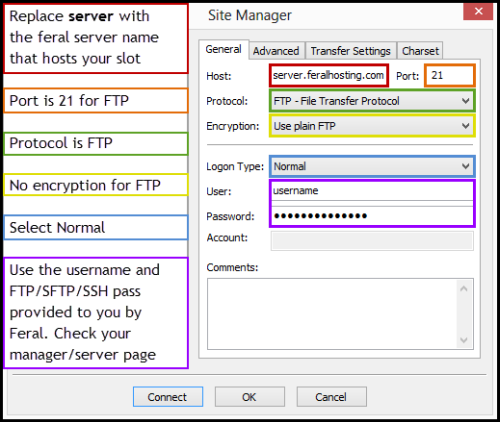 Replace server with
the feral server name
that hosts your slot
Port is 21 for FTP
Protocol is FTP
No encryption for FTP
Select Normal
Use the username and
FTP/SFTP/SSH pass
provided to you by
Feral. Check your
manager/server page
Site Manager
General Advanced Transfer Settings Charset
Host: server.feralhosting.com Port: 21
Protocol: FTP - File Transfer Protocol
Encryption: Use plain FTP
Logon Type: Normal
User: username
Password: ●●●●●●●●●●●●●●
Account:
Comments:
Connect OK Cancel